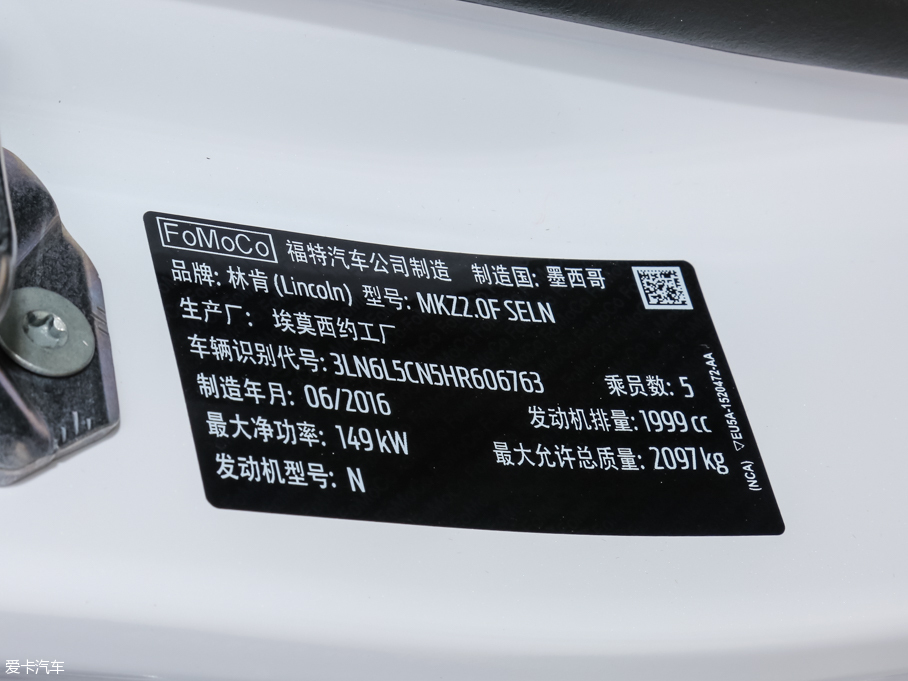 FoMoCo 福特汽车公司制造 制造国: 墨西哥
品牌: 林肯 (Lincoln) 型号: MKZ2.0F SELN
生产厂: 埃莫西约工厂
车辆识别代号: 3LN6L5CN5HR606763 乘员数: 5
制造年月: 06/2016 发动机排量: 1999 cc
最大净功率: 149 kW 最大允许总质量: 2097 kg
发动机型号: N
(NCA) ▽EU5A-1520472-AA
爱卡汽车